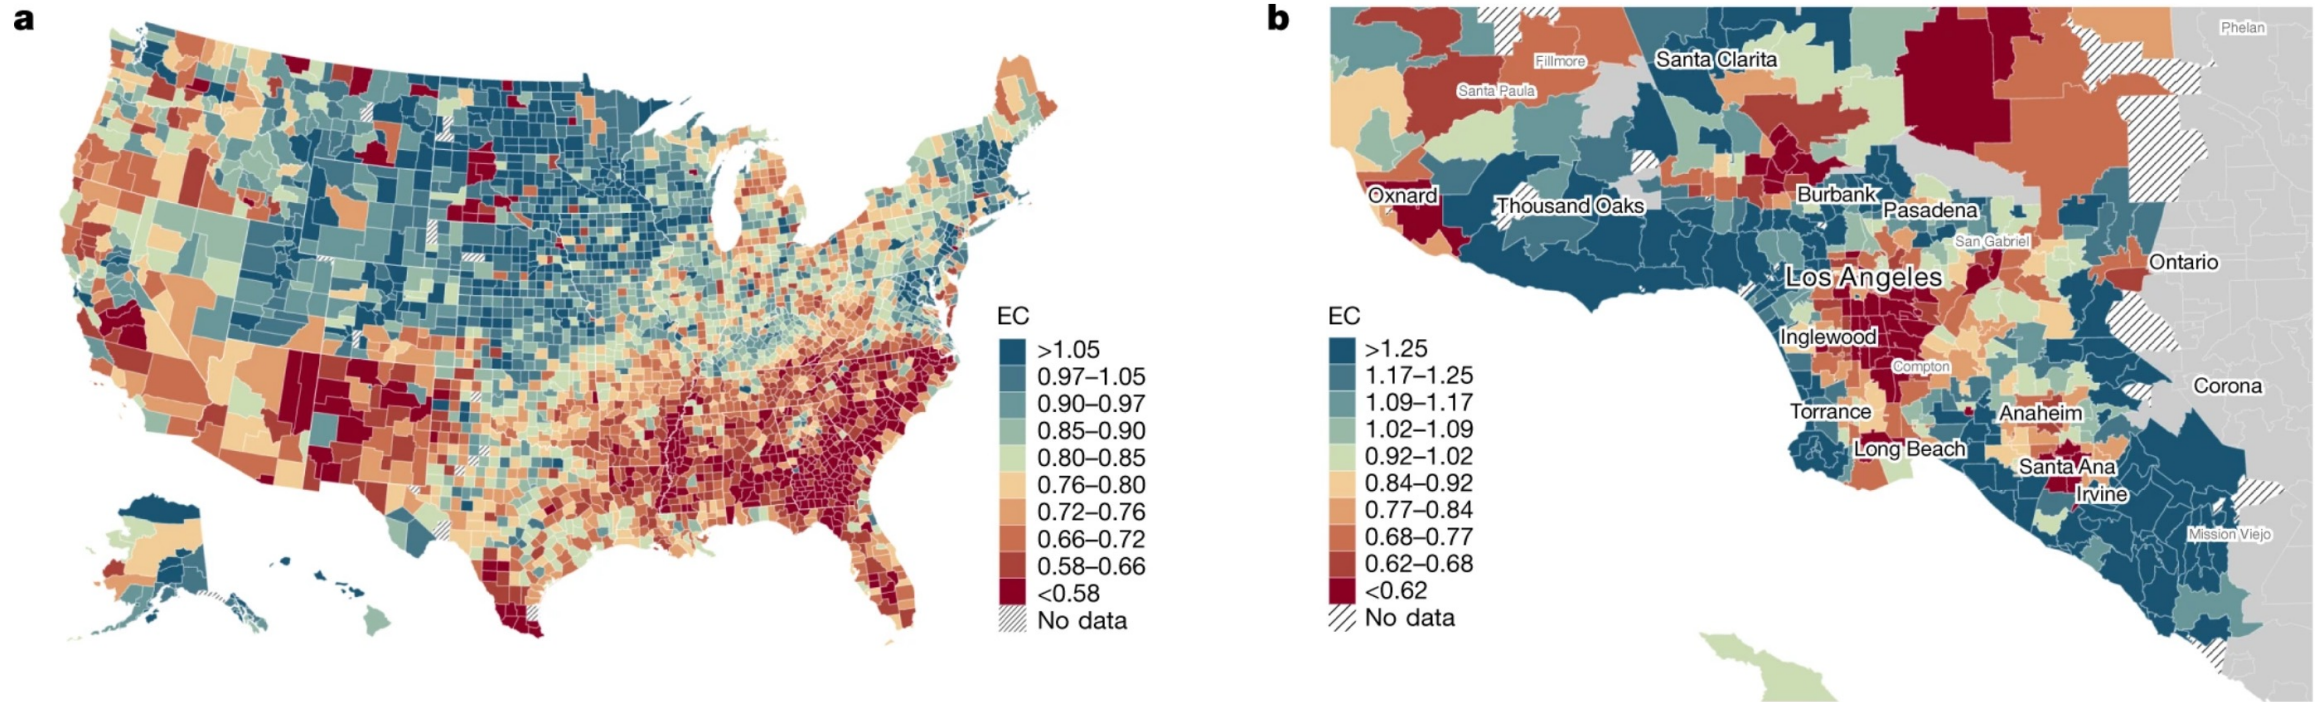 a
EC
>1.05
0.97–1.05
0.90–0.97
0.85–0.90
0.80–0.85
0.76–0.80
0.72–0.76
0.66–0.72
0.58–0.66
<0.58
No data
b
Phelan
Santa Clarita
Fillmore
Santa Paula
Oxnard
Thousand Oaks
Burbank
Pasadena
San Gabriel
Ontario
Los Angeles
Inglewood
Compton
Corona
Torrance
Anaheim
Long Beach
Santa Ana
Irvine
Mission Viejo
EC
>1.25
1.17–1.25
1.09–1.17
1.02–1.09
0.92–1.02
0.84–0.92
0.77–0.84
0.68–0.77
0.62–0.68
<0.62
No data